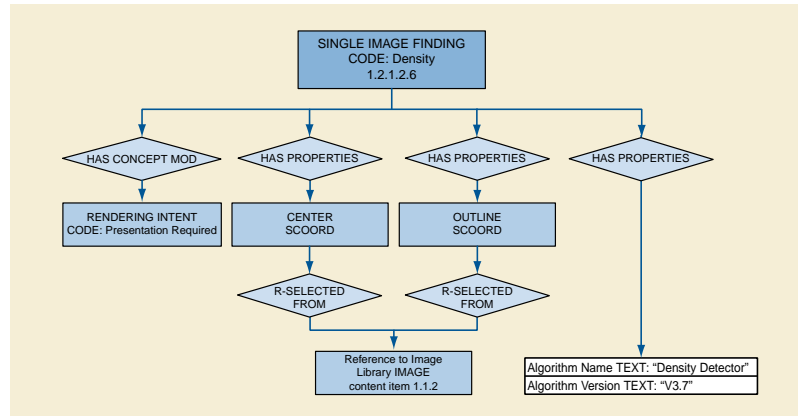 SINGLE IMAGE FINDING
CODE: Density
1.2.1.2.6
HAS CONCEPT MOD
HAS PROPERTIES
HAS PROPERTIES
HAS PROPERTIES
RENDERING INTENT
CODE: Presentation Required
CENTER
SCOORD
OUTLINE
SCOORD
R-SELECTED
FROM
R-SELECTED
FROM
Reference to Image
Library IMAGE
content item 1.1.2
Algorithm Name TEXT: “Density Detector”
Algorithm Version TEXT: “V3.7”